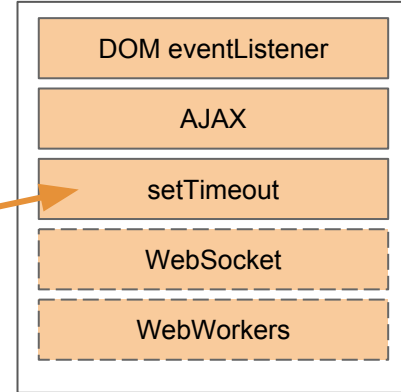 DOM eventListener
AJAX
setTimeout
WebSocket
WebWorkers